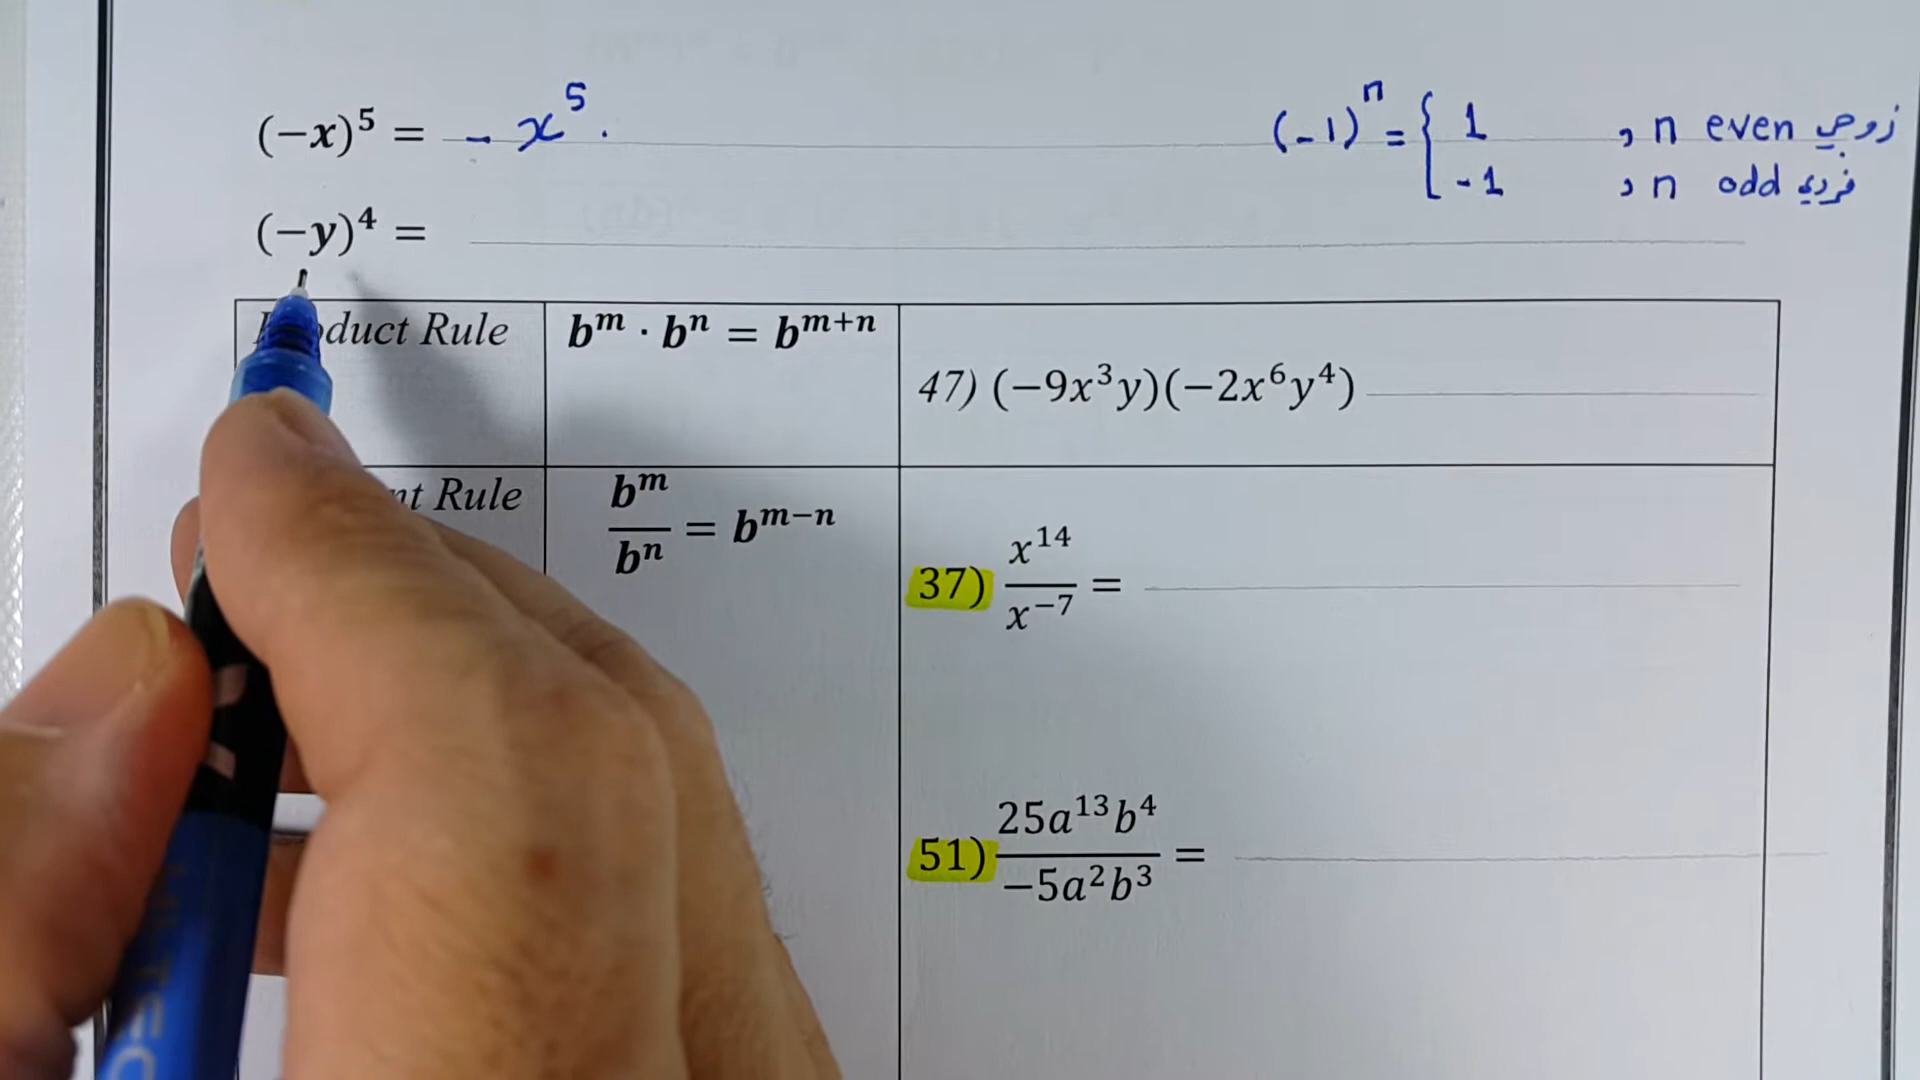 (−x)⁵ = - x⁵.
(-1)ⁿ = { 1 , n even زوجي
-1 , n odd فردي
(−y)⁴ =
duct Rule
bᵐ · bⁿ = bᵐ⁺ⁿ
47) (−9x³y)(−2x⁶y⁴)
nt Rule
bᵐ/bⁿ = bᵐ⁻ⁿ
37) x¹⁴/x⁻⁷ =
51) 25a¹³b⁴/−5a²b³ =